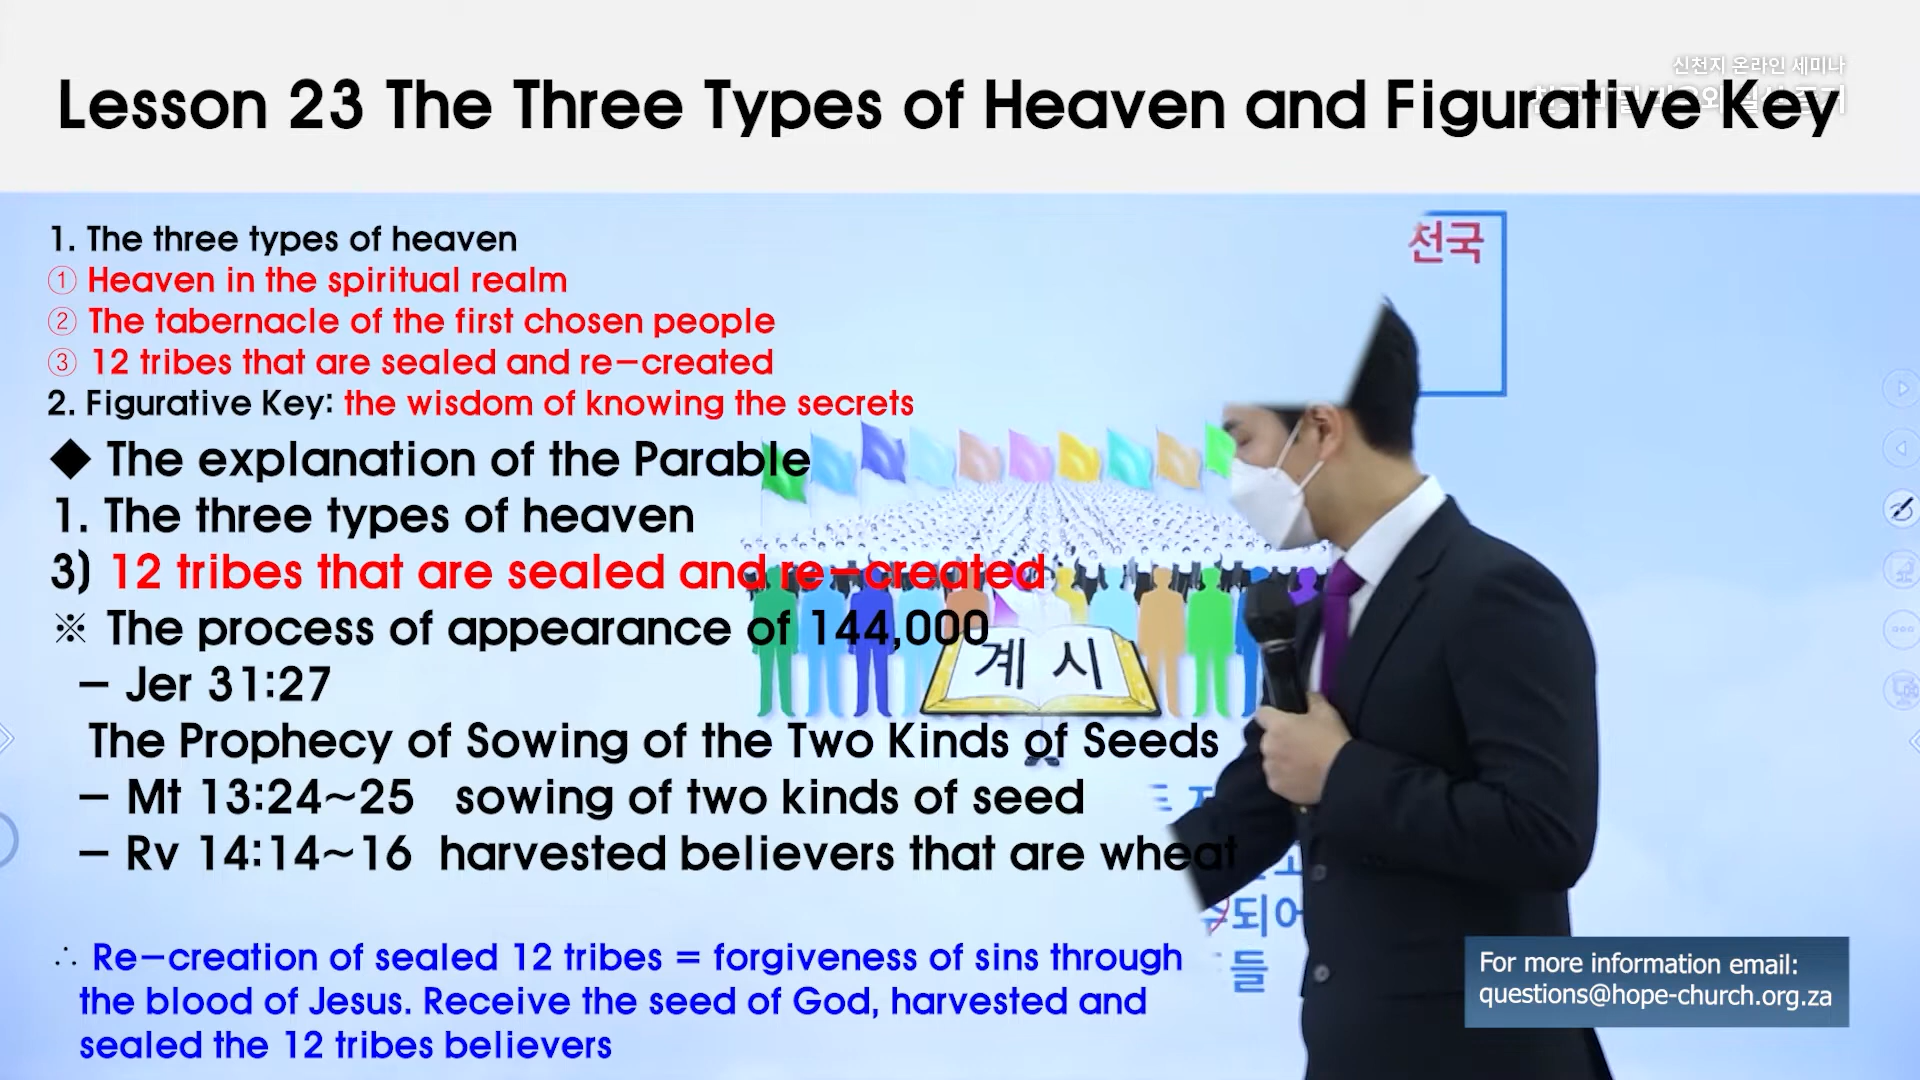 신천지 온라인 세미나
Lesson 23 The Three Types of Heaven and Figurative Key
천국
1. The three types of heaven
① Heaven in the spiritual realm
② The tabernacle of the first chosen people
③ 12 tribes that are sealed and re-created
2. Figurative Key: the wisdom of knowing the secrets
◆ The explanation of the Parable
1. The three types of heaven
3) 12 tribes that are sealed and re-created
※ The process of appearance of 144,000
계 시
- Jer 31:27
The Prophecy of Sowing of the Two Kinds of Seeds
- Mt 13:24~25 sowing of two kinds of seed
- Rv 14:14~16 harvested believers that are wheat
되어
들
∴ Re-creation of sealed 12 tribes = forgiveness of sins through
the blood of Jesus. Receive the seed of God, harvested and
sealed the 12 tribes believers
For more information email:
questions@hope-church.org.za